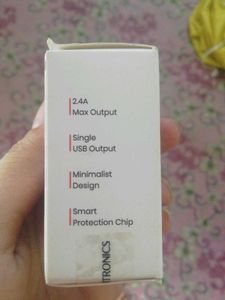 2.4A
Max Output
Single
USB Output
Minimalist
Design
Smart
Protection Chip
TRONICS